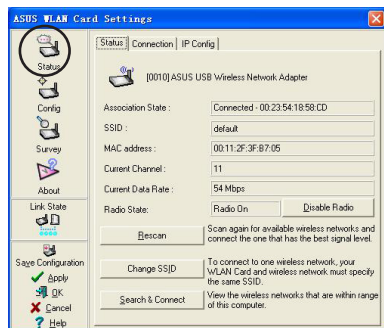 ASUS WLAN Card Settings
Status
Config
Survey
About
Link State
Save Configuration
Apply
OK
Cancel
Help
Status Connection IP Config
[0010] ASUS USB Wireless Network Adapter
Association State : Connected - 00:23:54:18:58:CD
SSID : default
MAC address : 00:11:2F:3F:B7:05
Current Channel : 11
Current Data Rate : 54 Mbps
Radio State: Radio On Disable Radio
Rescan
Scan again for available wireless networks and
connect the one that has the best signal level.
Change SSID
To connect to one wireless network, your
WLAN Card and wireless network must specify
the same SSID.
Search & Connect
View the wireless networks that are within range
of this computer.